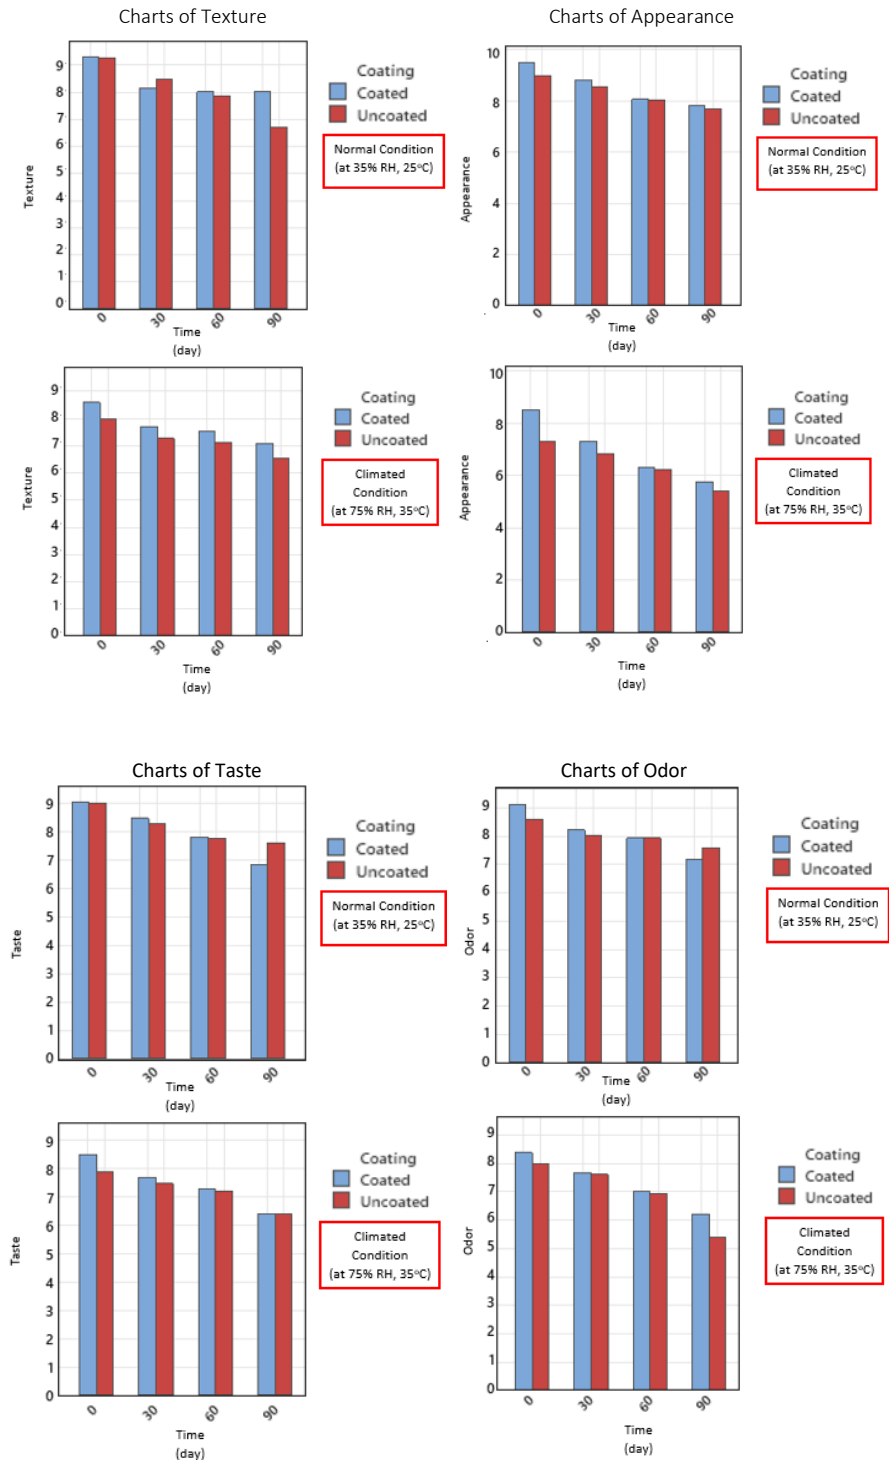 Charts of Texture
9
8
7
6
5
4
3
2
1
0
Texture
0
30
60
90
Time
(day)
Coating
Coated
Uncoated
Normal Condition
(at 35% RH, 25°C)
Charts of Appearance
10
8
6
4
2
0
Appearance
0
30
60
90
Time
(day)
Coating
Coated
Uncoated
Normal Condition
(at 35% RH, 25°C)
9
8
7
6
5
4
3
2
1
0
Texture
0
30
60
90
Time
(day)
Coating
Coated
Uncoated
Climated
Condition
(at 75% RH, 35°C)
10
8
6
4
2
0
Appearance
0
30
60
90
Time
(day)
Coating
Coated
Uncoated
Climated
Condition
(at 75% RH, 35°C)
Charts of Taste
9
8
7
6
5
4
3
2
1
0
Taste
0
30
60
90
Time
(day)
Coating
Coated
Uncoated
Normal Condition
(at 35% RH, 25°C)
Charts of Odor
9
8
7
6
5
4
3
2
1
0
Odor
0
30
60
90
Time
(day)
Coating
Coated
Uncoated
Normal Condition
(at 35% RH, 25°C)
9
8
7
6
5
4
3
2
1
0
Taste
0
30
60
90
Time
(day)
Coating
Coated
Uncoated
Climated
Condition
(at 75% RH, 35°C)
9
8
7
6
5
4
3
2
1
0
Odor
0
30
60
90
Time
(day)
Coating
Coated
Uncoated
Climated
Condition
(at 75% RH, 35°C)